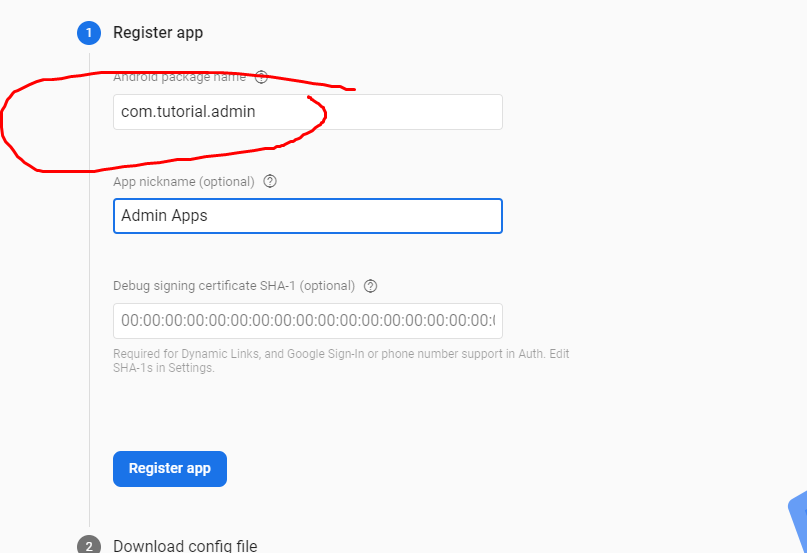 1 Register app
Android package name ?
com.tutorial.admin
App nickname (optional) ?
Admin Apps
Debug signing certificate SHA-1 (optional) ?
00:00:00:00:00:00:00:00:00:00:00:00:00:00:00:00:00:
Required for Dynamic Links, and Google Sign-In or phone number support in Auth. Edit
SHA-1s in Settings.
Register app
2 Download config file